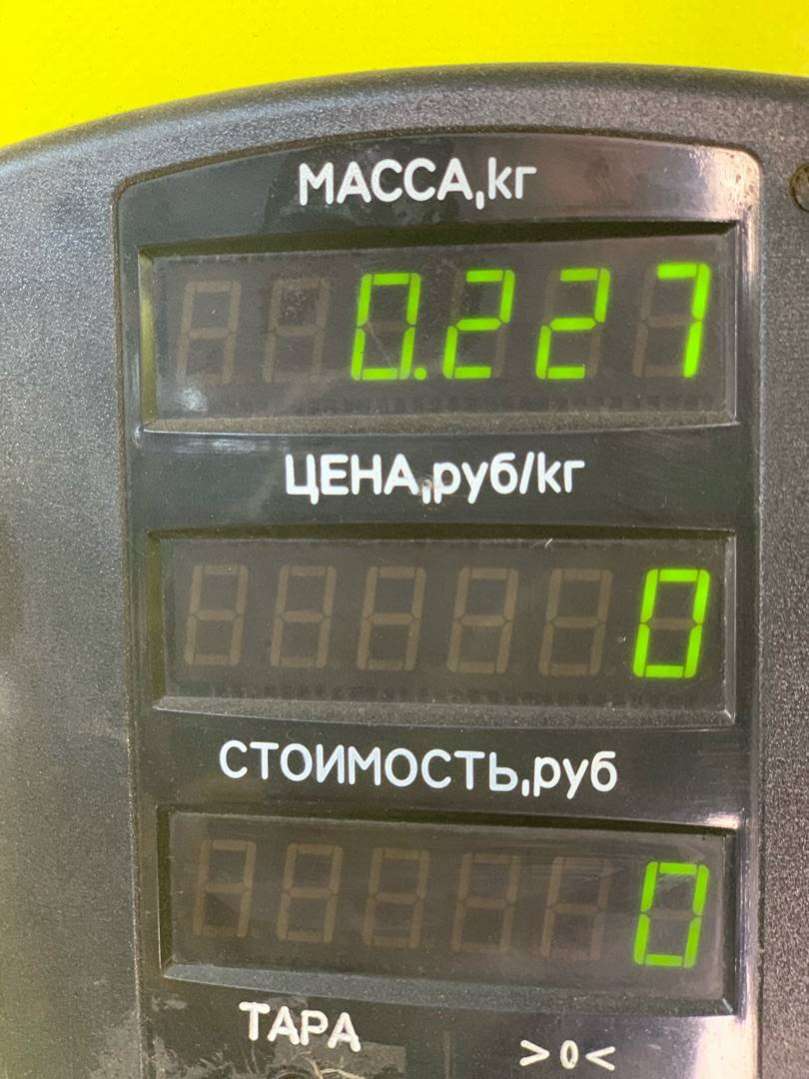 МАССА,кг
0.227
ЦЕНА,руб/кг
0
СТОИМОСТЬ,руб
0
ТАРА >0<